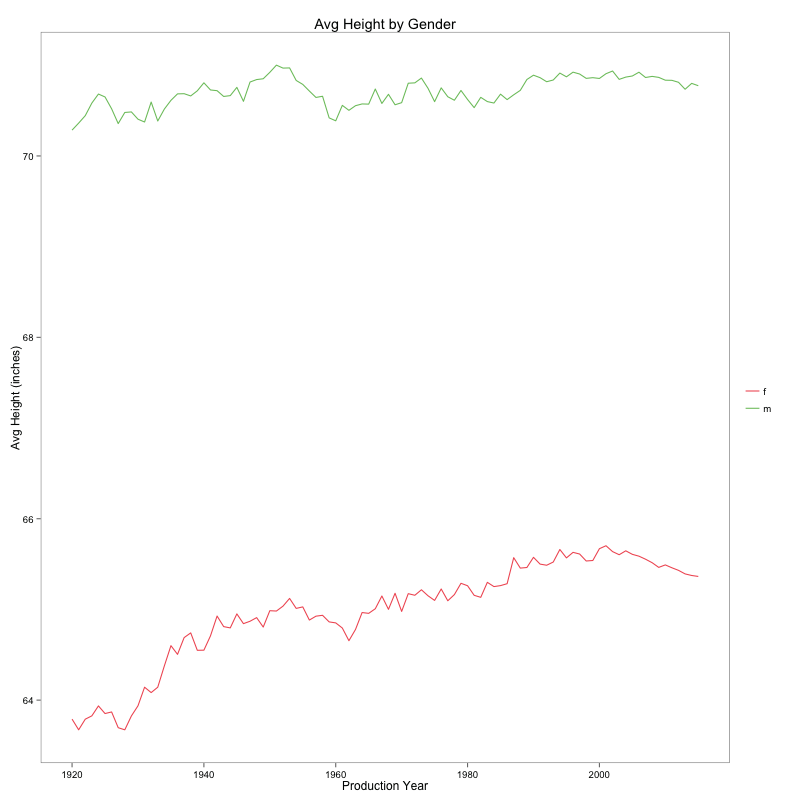 Avg Height by Gender
70
68
66
64
Avg Height (inches)
1920
1940
1960
1980
2000
Production Year
f
m